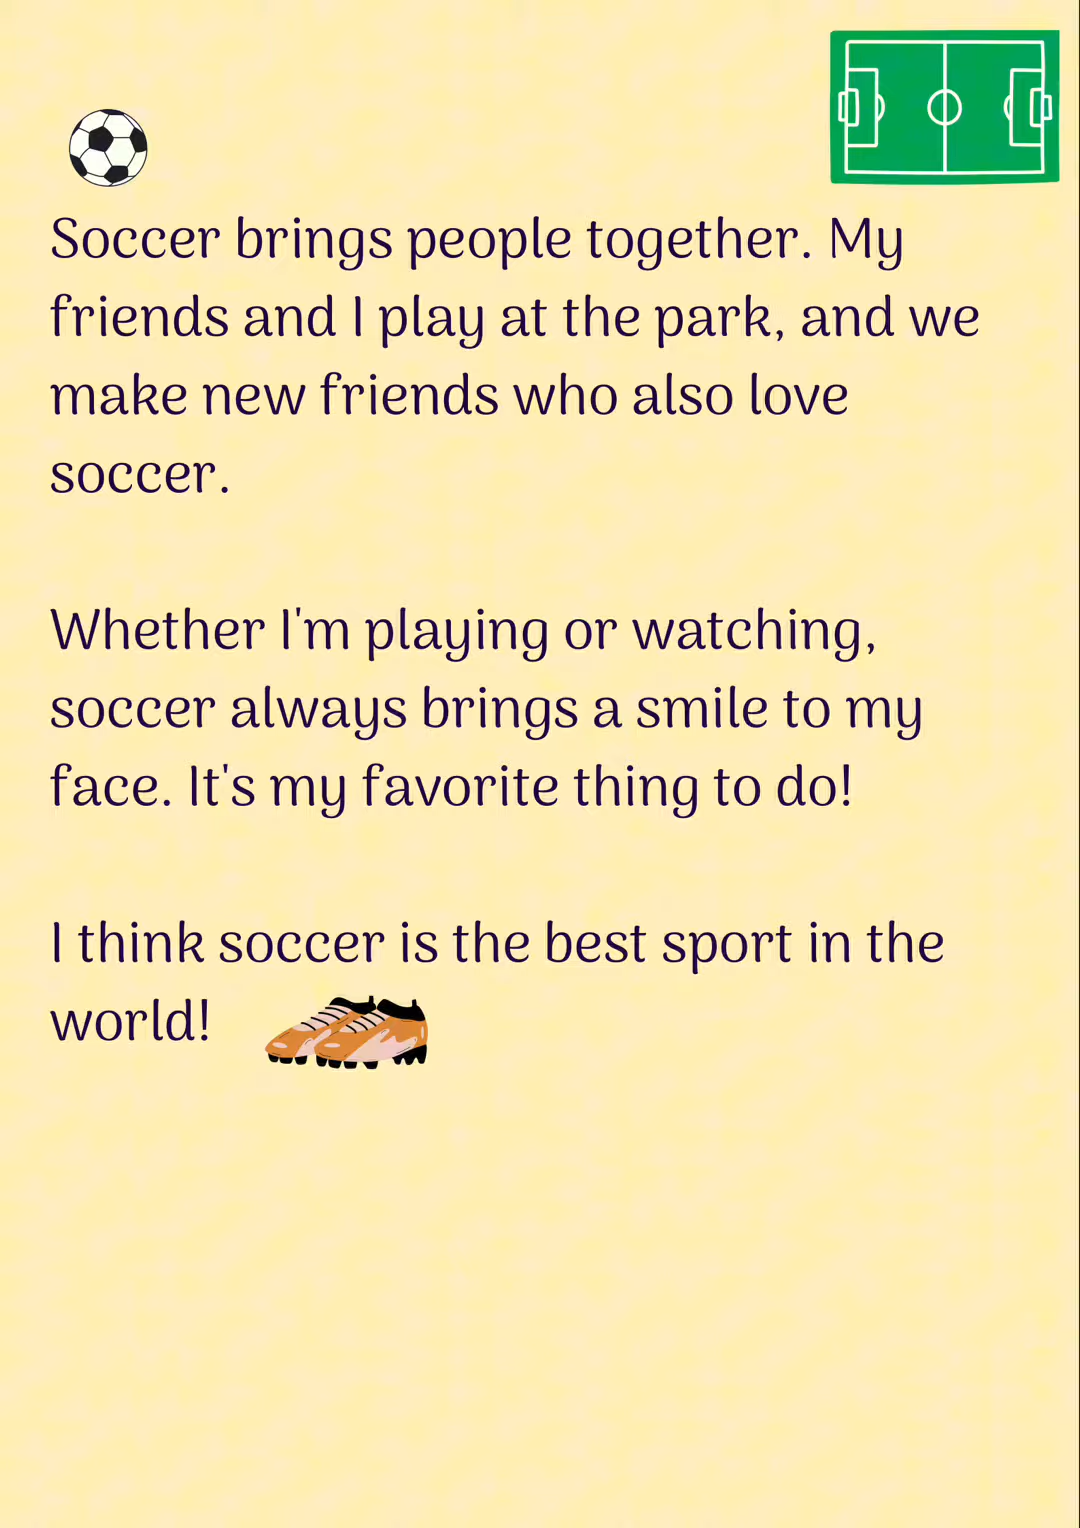 Soccer brings people together. My
friends and I play at the park, and we
make new friends who also love
soccer.
Whether I'm playing or watching,
soccer always brings a smile to my
face. It's my favorite thing to do!
I think soccer is the best sport in the
world!